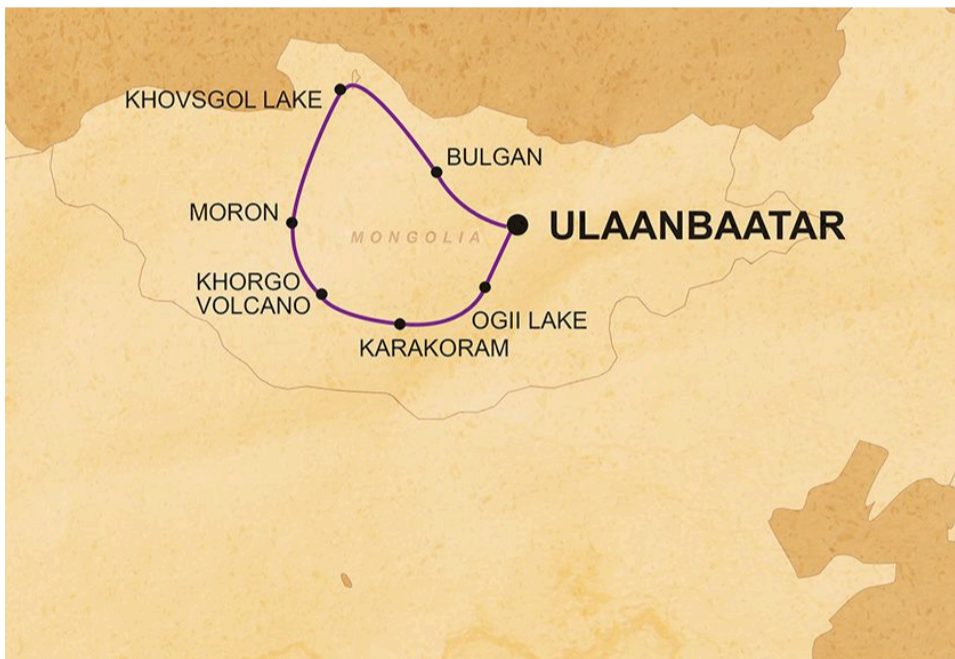 KHOVSGOL LAKE
BULGAN
MORON
ULAANBAATAR
MONGOLIA
KHORGO
VOLCANO
OGII LAKE
KARAKORAM